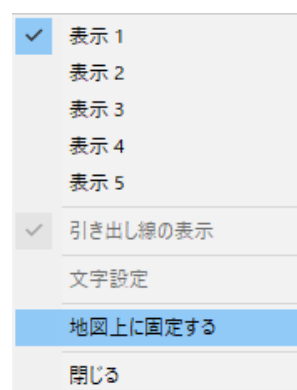 表示 1
表示 2
表示 3
表示 4
表示 5
引き出し線の表示
文字設定
地図上に固定する
閉じる